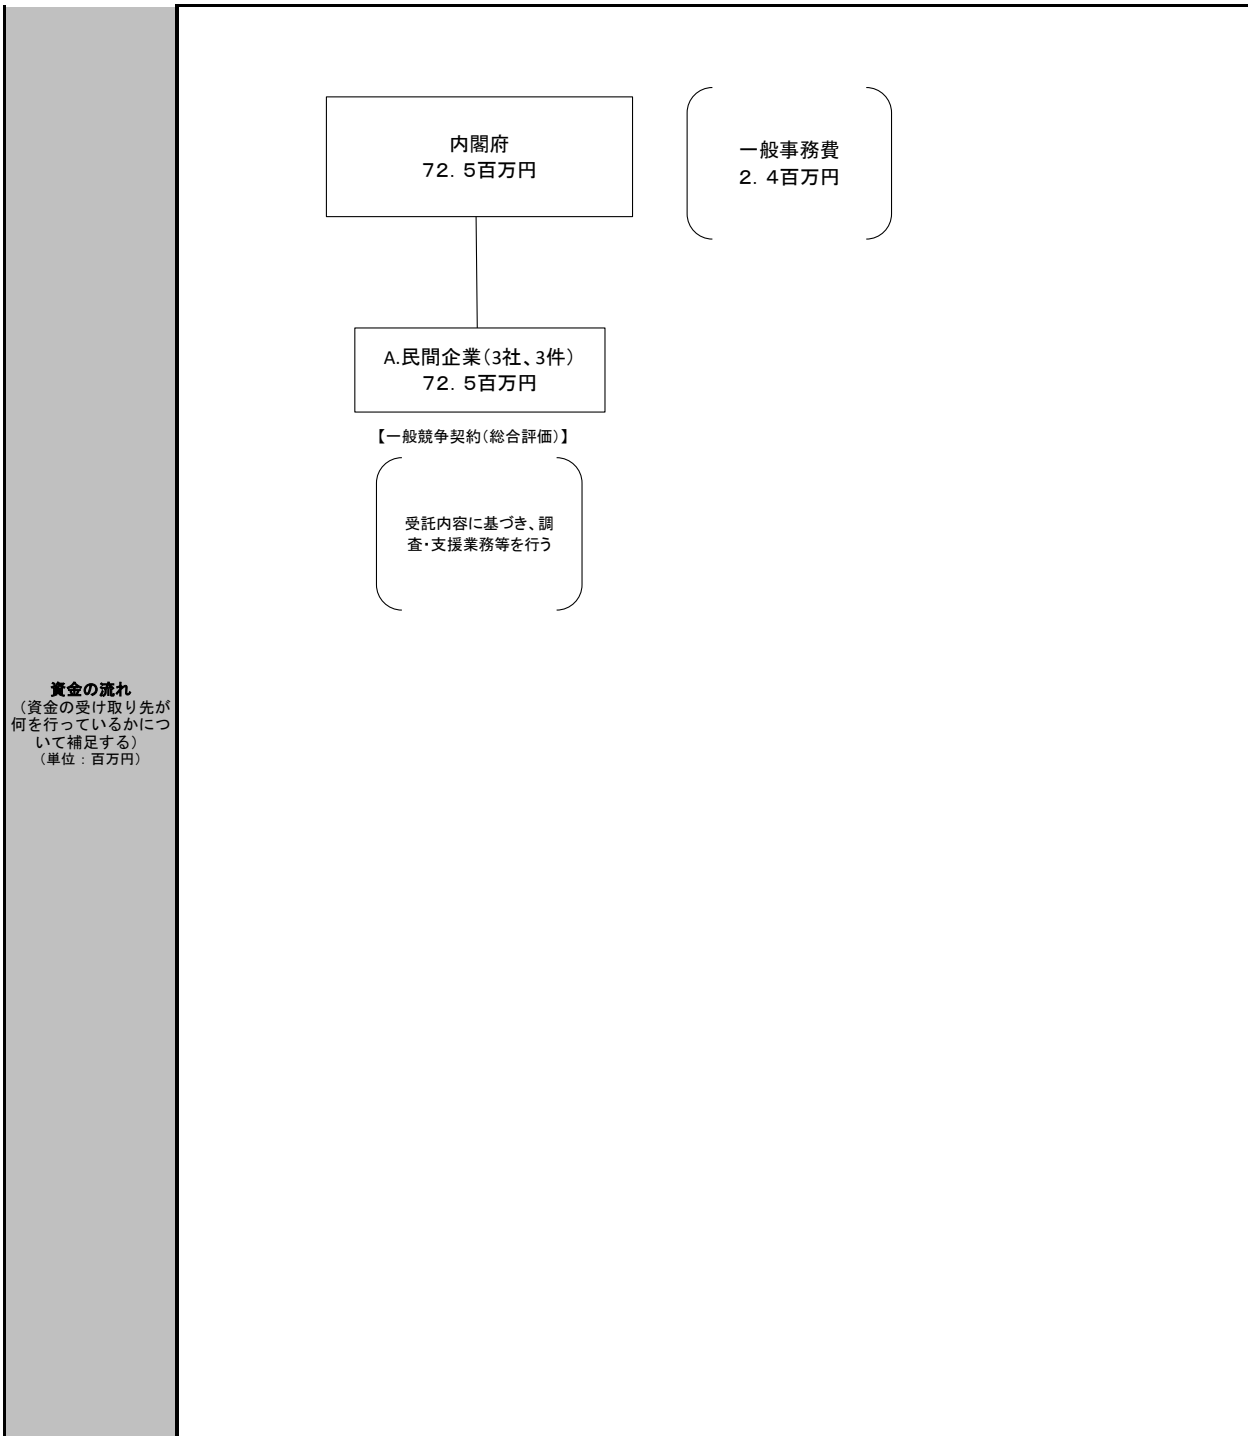 内閣府
７２．５百万円
一般事務費
２．４百万円
A.民間企業(3社、3件)
７２．５百万円
【一般競争契約(総合評価)】
受託内容に基づき、調
査・支援業務等を行う
資金の流れ
（資金の受け取り先が
何を行っているかにつ
いて補足する）
（単位：百万円）